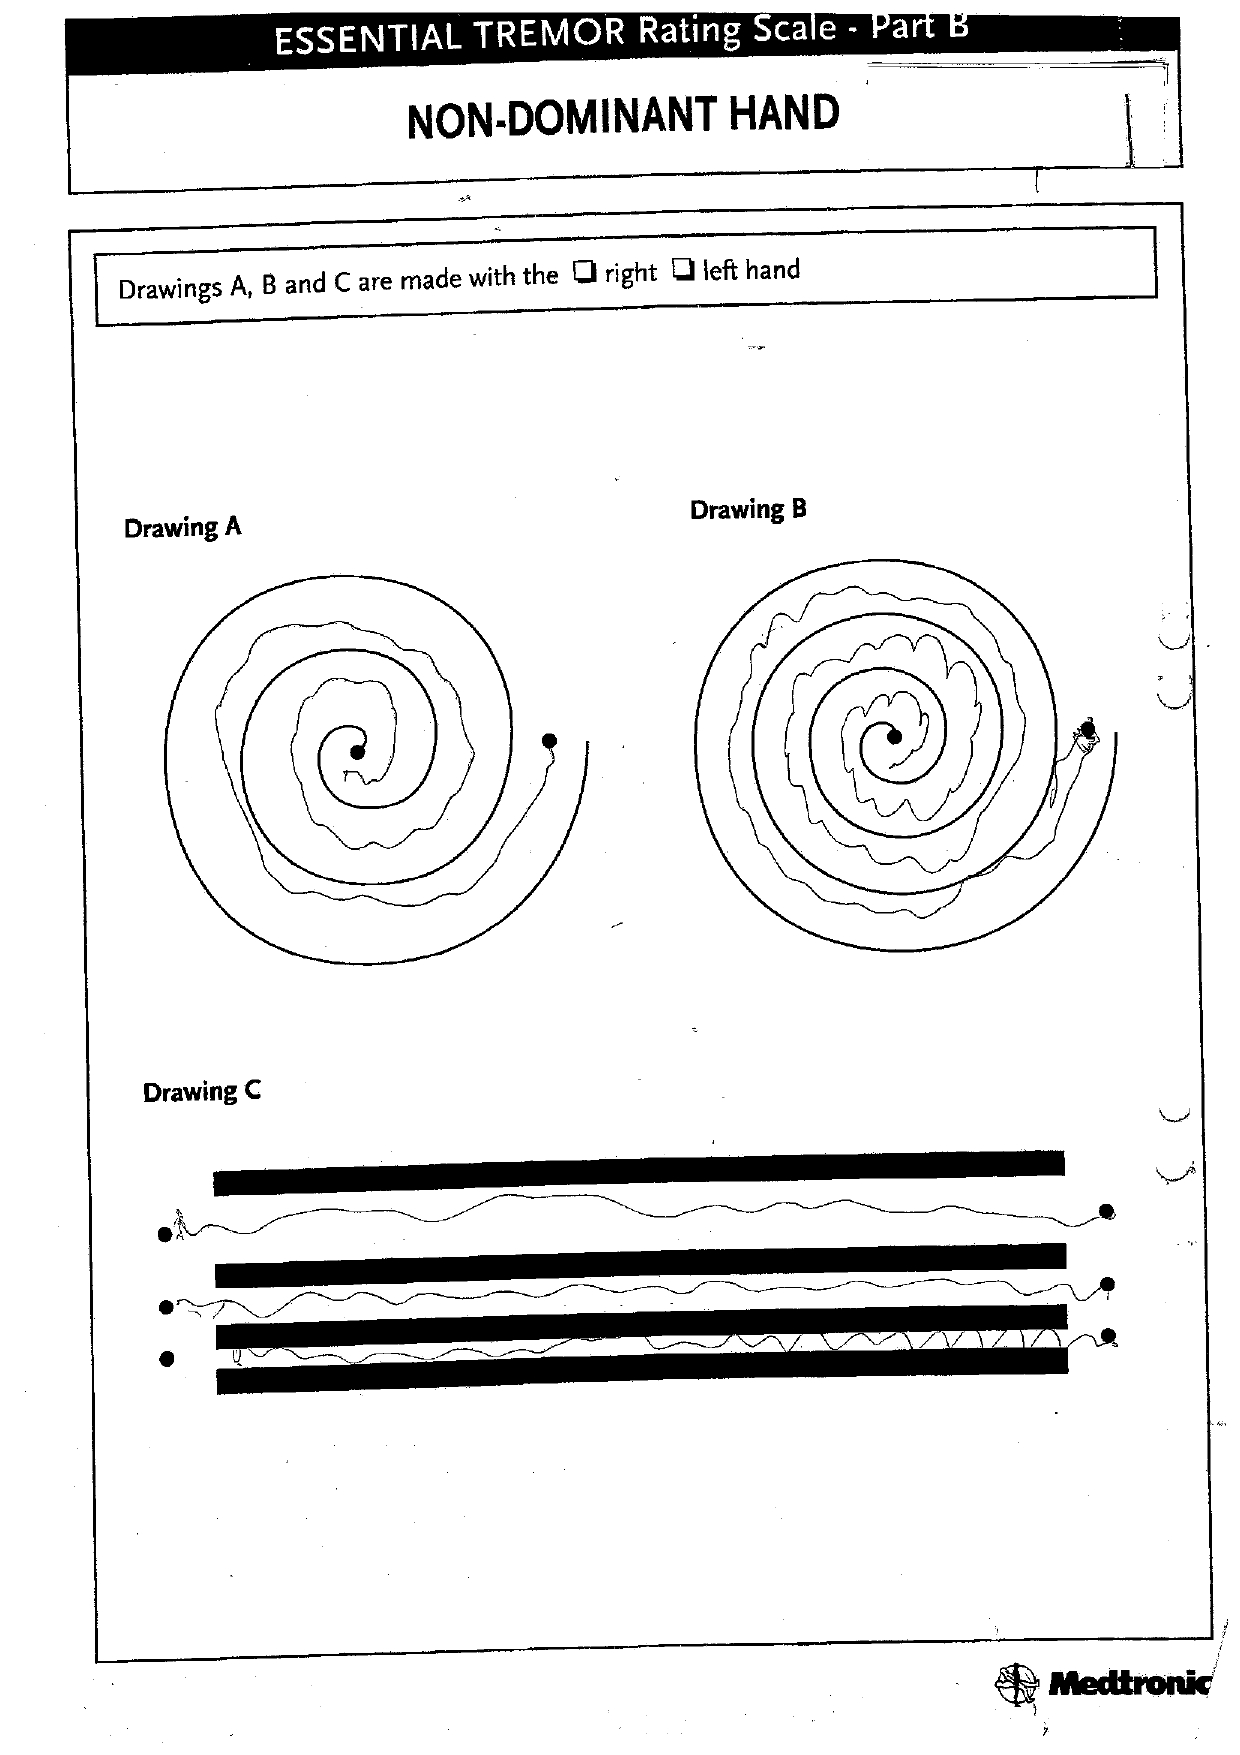 ESSENTIAL TREMOR Rating Scale - Part B
NON-DOMINANT HAND
Drawings A, B and C are made with the ❏ right ❏ left hand
Drawing A
Drawing B
Drawing C
Medtronic